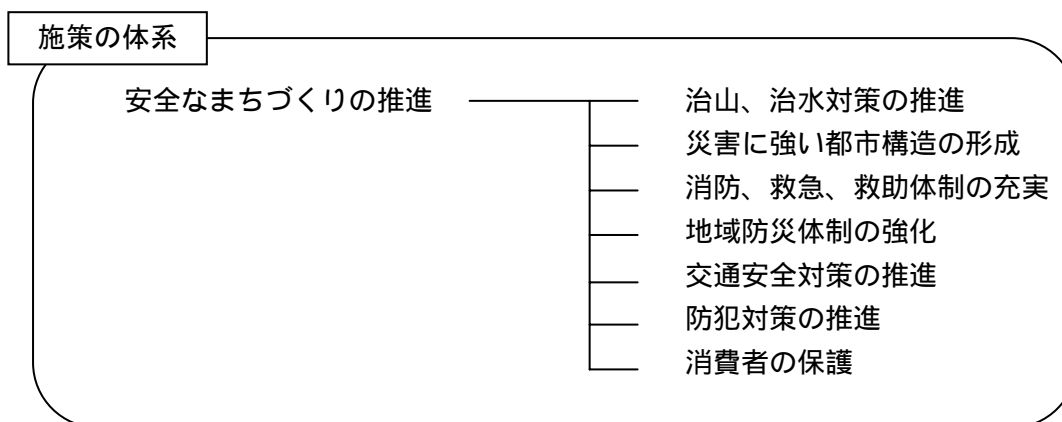 施策の体系
安全なまちづくりの推進
治山、治水対策の推進
災害に強い都市構造の形成
消防、救急、救助体制の充実
地域防災体制の強化
交通安全対策の推進
防犯対策の推進
消費者の保護